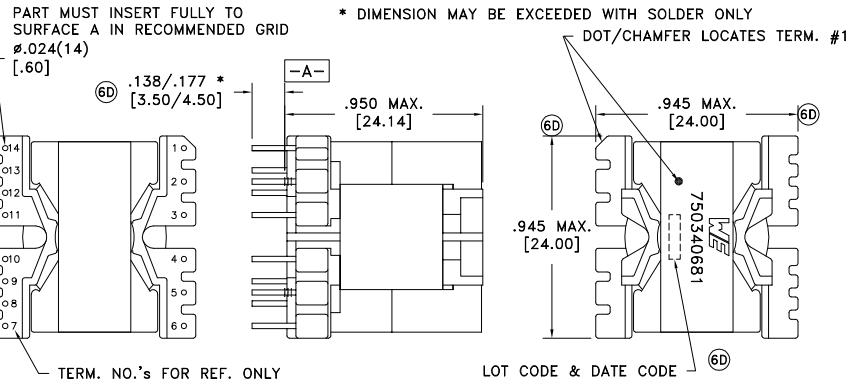 PART MUST INSERT FULLY TO
SURFACE A IN RECOMMENDED GRID
ø.024(14)
[.60]
* DIMENSION MAY BE EXCEEDED WITH SOLDER ONLY
DOT/CHAMFER LOCATES TERM. #1
6D .138/.177 *
[3.50/4.50]
-A-
.950 MAX.
[24.14]
6D
.945 MAX.
[24.00]
6D
14
13
12
11
10
9
8
7
1
2
3
4
5
6
.945 MAX.
[24.00]
WE
750340681
TERM. NO.'s FOR REF. ONLY
LOT CODE & DATE CODE 6D